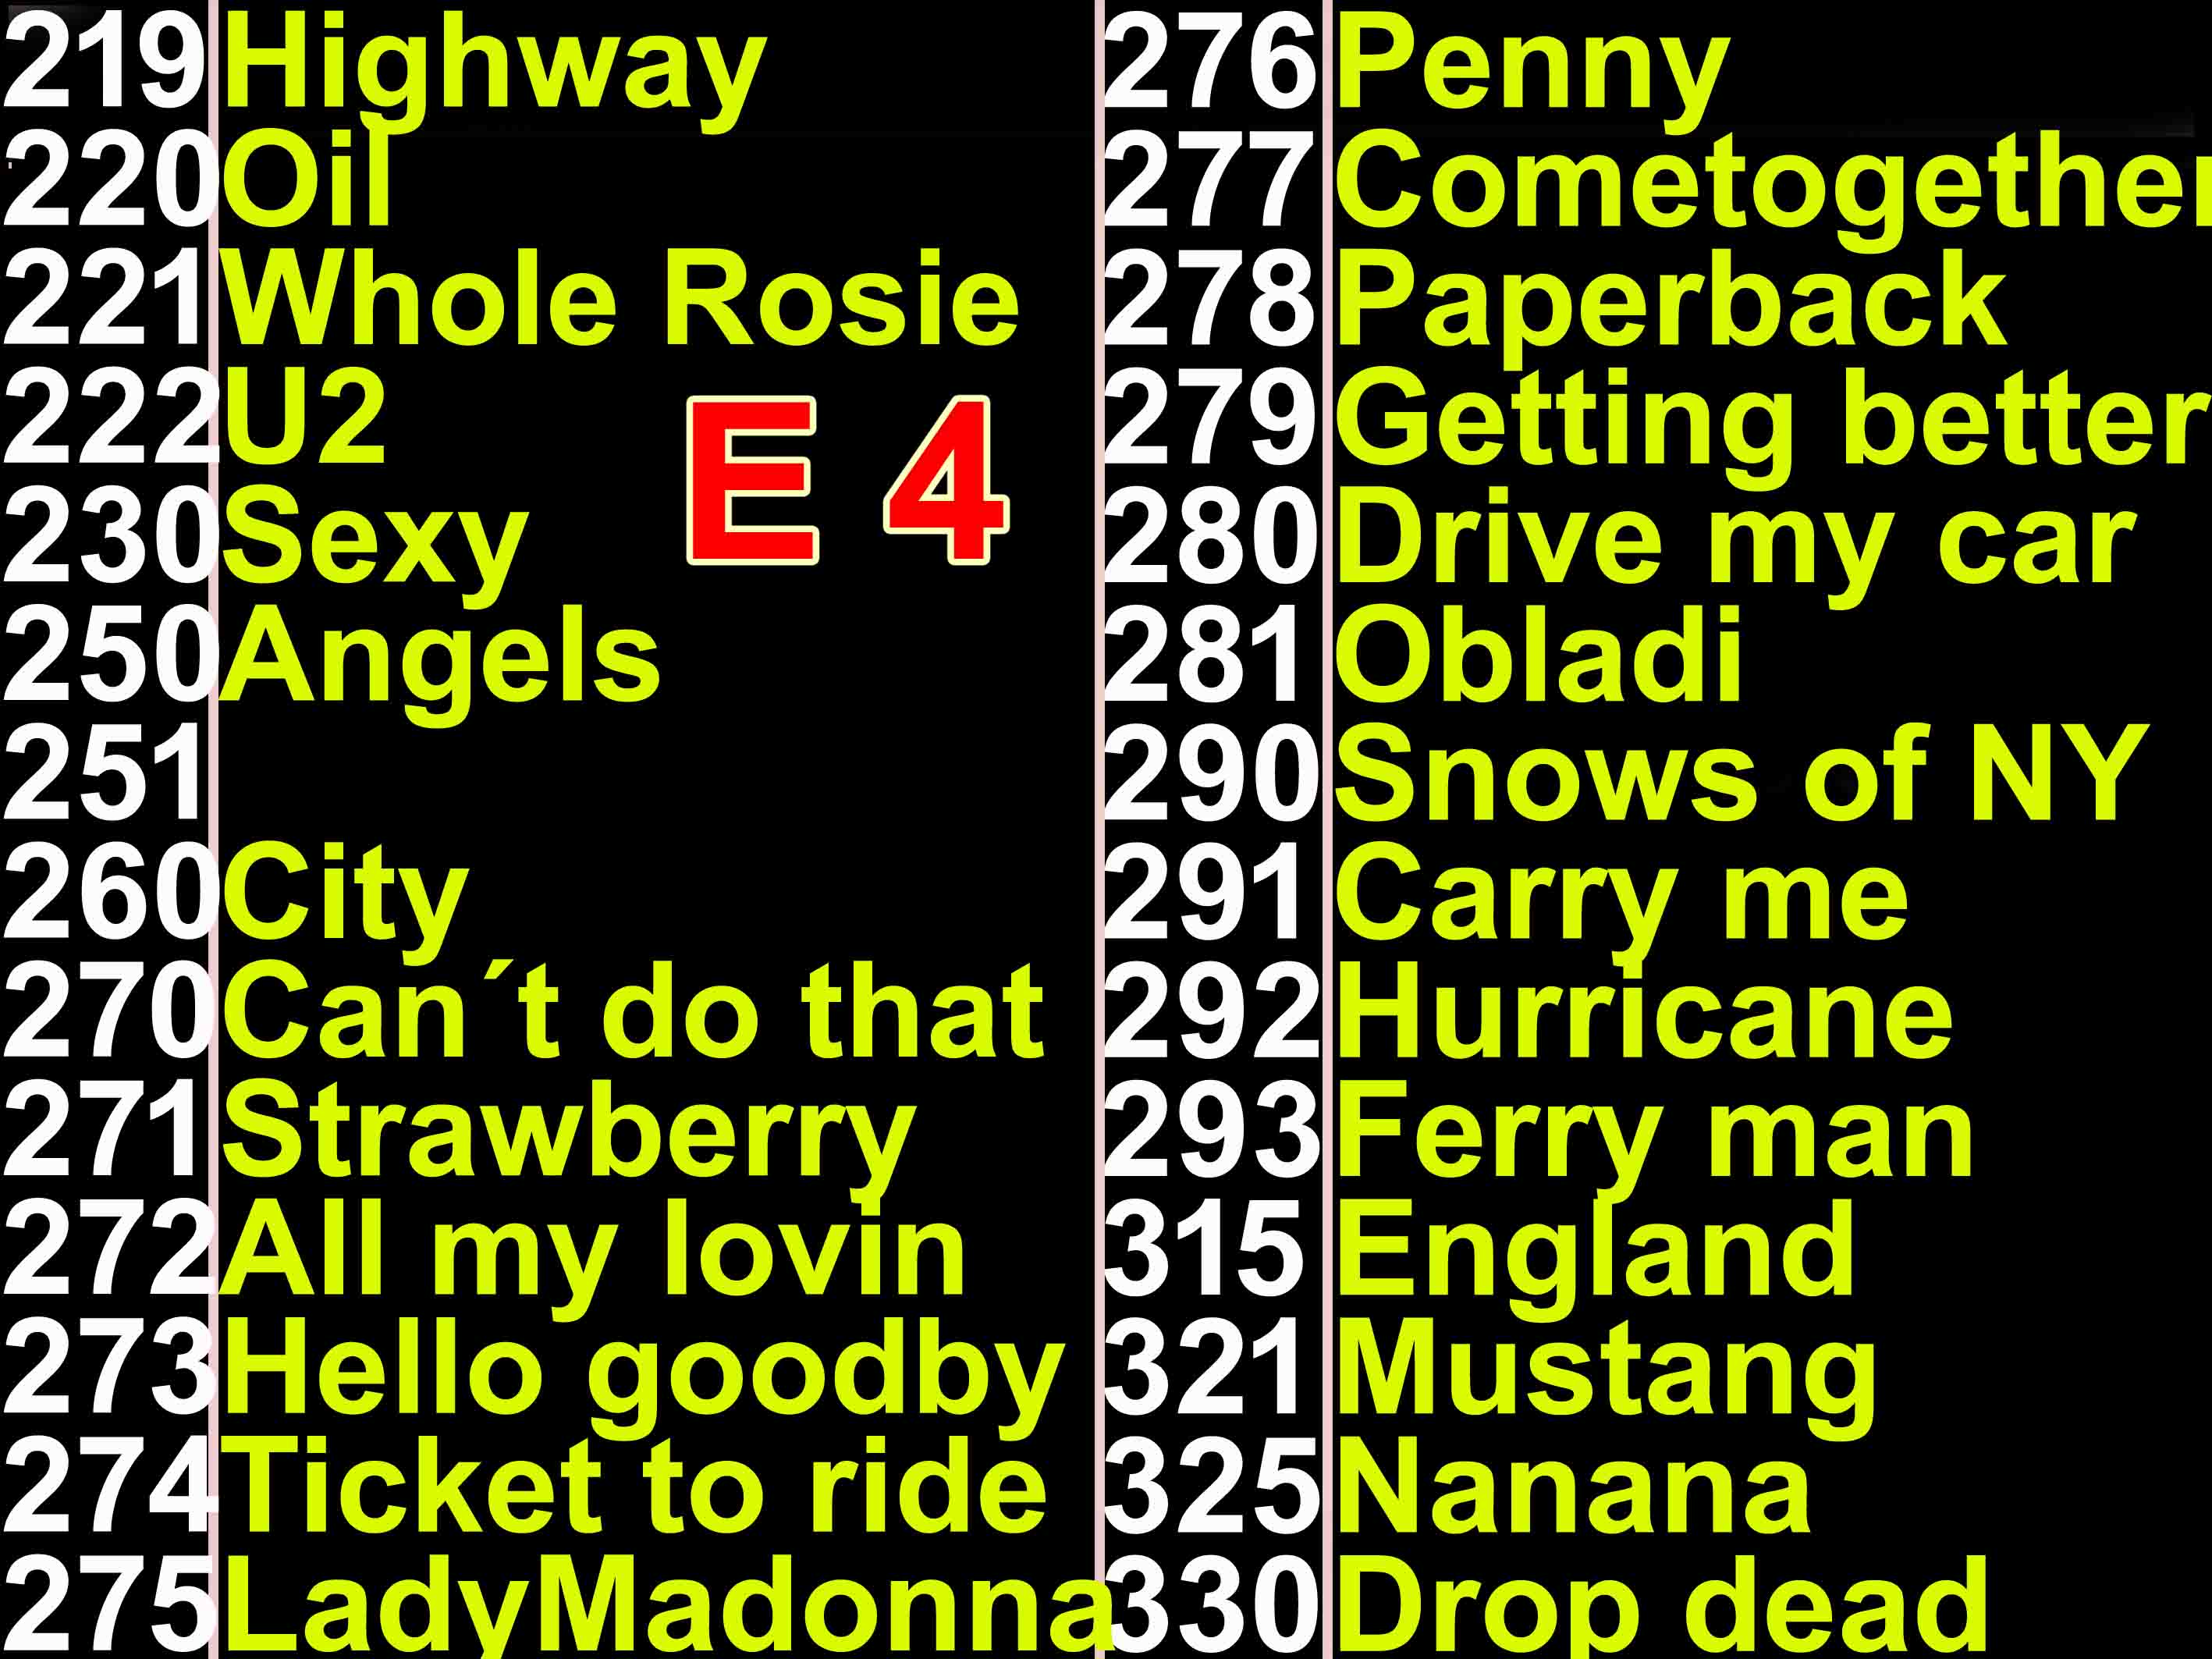 219 Highway
220 Oil
221 Whole Rosie
222 U2
E 4
230 Sexy
250 Angels
251
260 City
270 Can´t do that
271 Strawberry
272 All my lovin
273 Hello goodby
274 Ticket to ride
275 LadyMadonna
276 Penny
277 Cometogether
278 Paperback
279 Getting better
280 Drive my car
281 Obladi
290 Snows of NY
291 Carry me
292 Hurricane
293 Ferry man
315 England
321 Mustang
325 Nanana
330 Drop dead